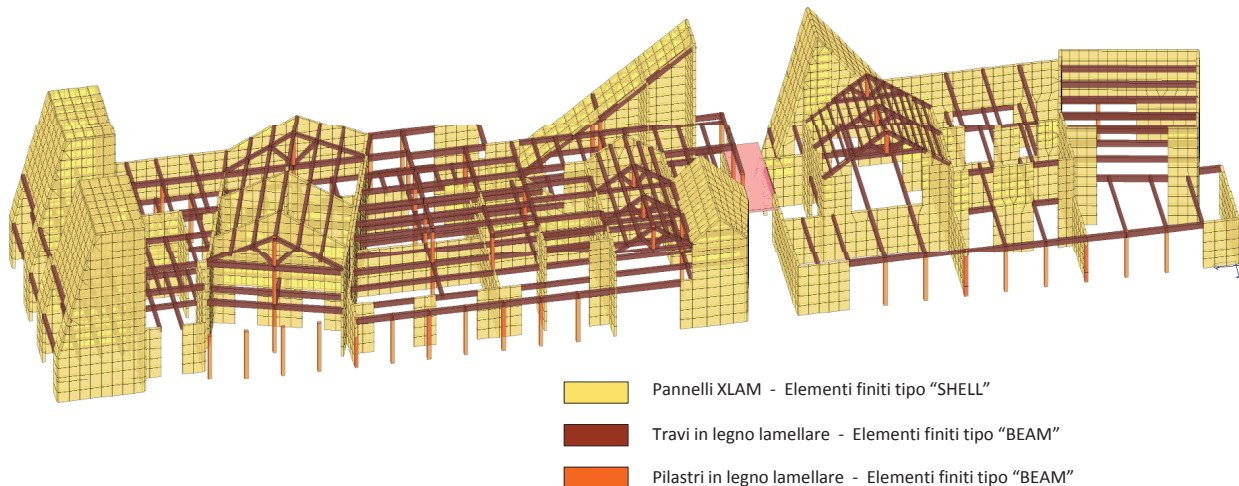 Pannelli XLAM - Elementi finiti tipo “SHELL”
Travi in legno lamellare - Elementi finiti tipo “BEAM”
Pilastri in legno lamellare - Elementi finiti tipo “BEAM”